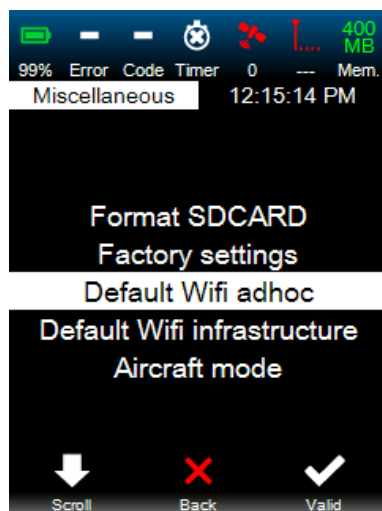 400
MB
99% Error Code Timer 0 --- Mem.
Miscellaneous 12:15:14 PM
Format SDCARD
Factory settings
Default Wifi adhoc
Default Wifi infrastructure
Aircraft mode
Scroll Back Valid